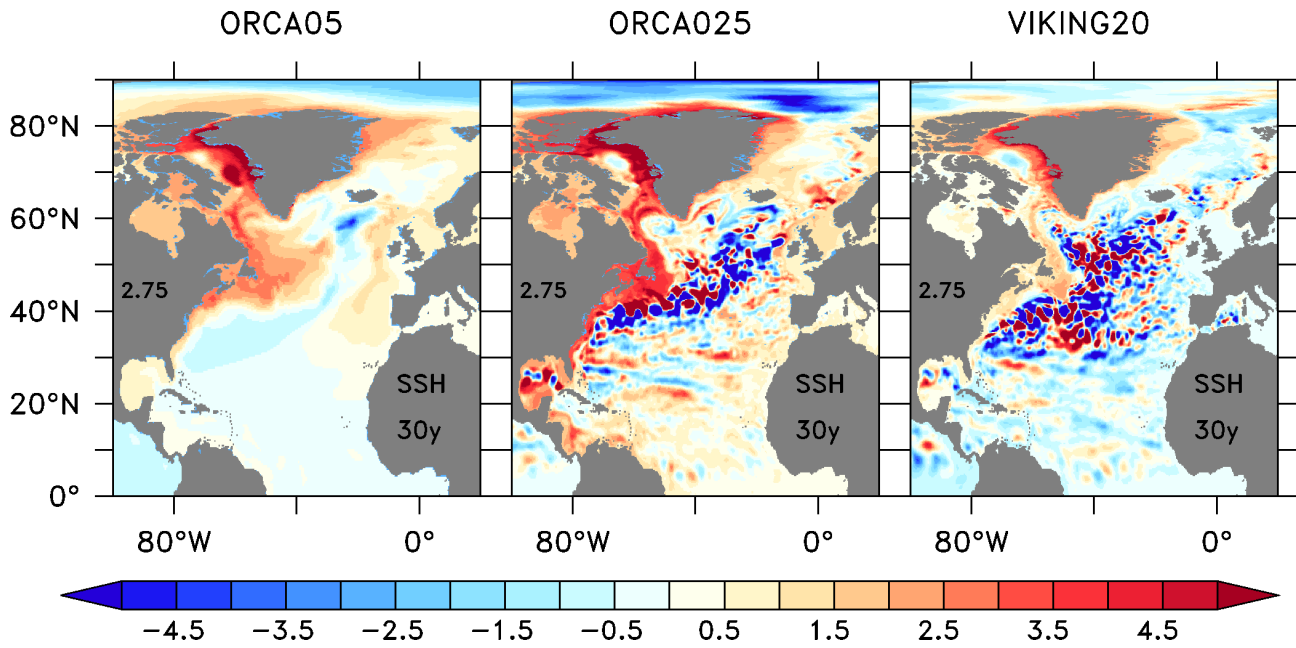 ORCA05 ORCA025 VIKING20
80°N
60°N
2.75 2.75 2.75
40°N
SSH SSH SSH
20°N
30y 30y 30y
0°
80°W 0° 80°W 0° 80°W 0°
−4.5 −3.5 −2.5 −1.5 −0.5 0.5 1.5 2.5 3.5 4.5